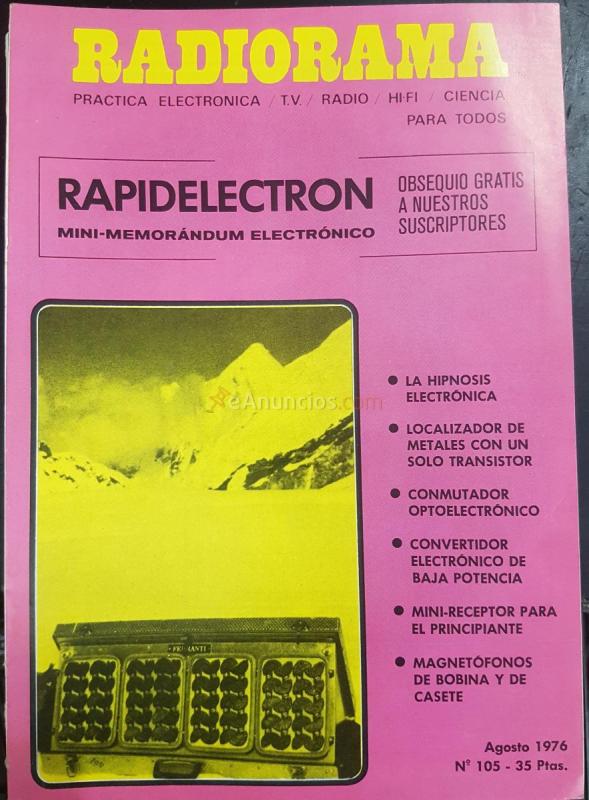 RADIORAMA
PRACTICA ELECTRONICA / T.V. / RADIO / HI-FI / CIENCIA
PARA TODOS
RAPIDELECTRON
MINI-MEMORÁNDUM ELECTRÓNICO
OBSEQUIO GRATIS
A NUESTROS
SUSCRIPTORES
eAnuncios.com
● LA HIPNOSIS
ELECTRÓNICA
● LOCALIZADOR DE
METALES CON UN
SOLO TRANSISTOR
● CONMUTADOR
OPTOELECTRÓNICO
● CONVERTIDOR
ELECTRÓNICO DE
BAJA POTENCIA
● MINI-RECEPTOR PARA
EL PRINCIPIANTE
● MAGNETÓFONOS
DE BOBINA Y DE
CASETE
FERRANTI
Agosto 1976
Nº 105 - 35 Ptas.